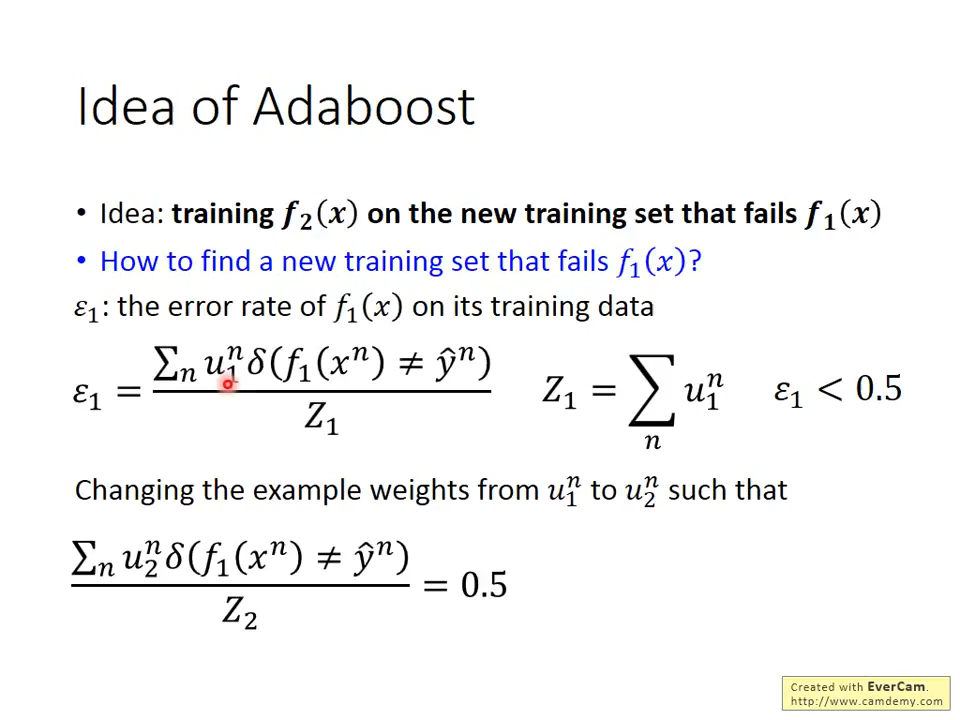 Idea of Adaboost
• Idea: training f₂(x) on the new training set that fails f₁(x)
• How to find a new training set that fails f₁(x)?
ε₁: the error rate of f₁(x) on its training data
ε₁ = ∑ₙ u₁ⁿ δ(f₁(xⁿ) ≠ ŷⁿ) / Z₁   Z₁ = ∑ₙ u₁ⁿ   ε₁ < 0.5
Changing the example weights from u₁ⁿ to u₂ⁿ such that
∑ₙ u₂ⁿ δ(f₁(xⁿ) ≠ ŷⁿ) / Z₂ = 0.5
Created with EverCam.
http://www.camdemy.com